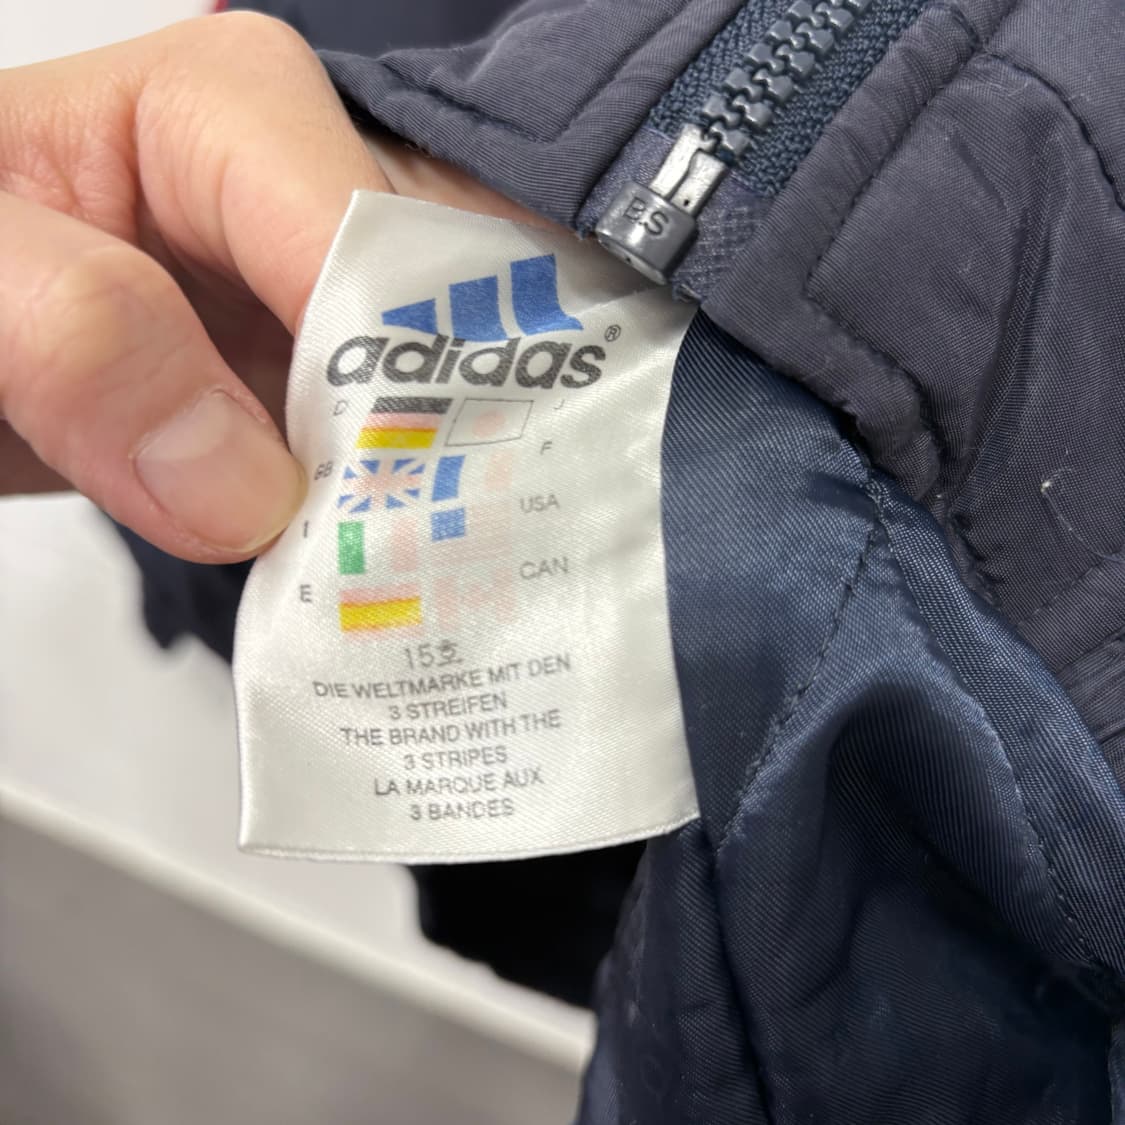 B.S
adidas®
D J
GB F
I USA
E CAN
DIE WELTMARKE MIT DEN
3 STREIFEN
THE BRAND WITH THE
3 STRIPES
LA MARQUE AUX
3 BANDES